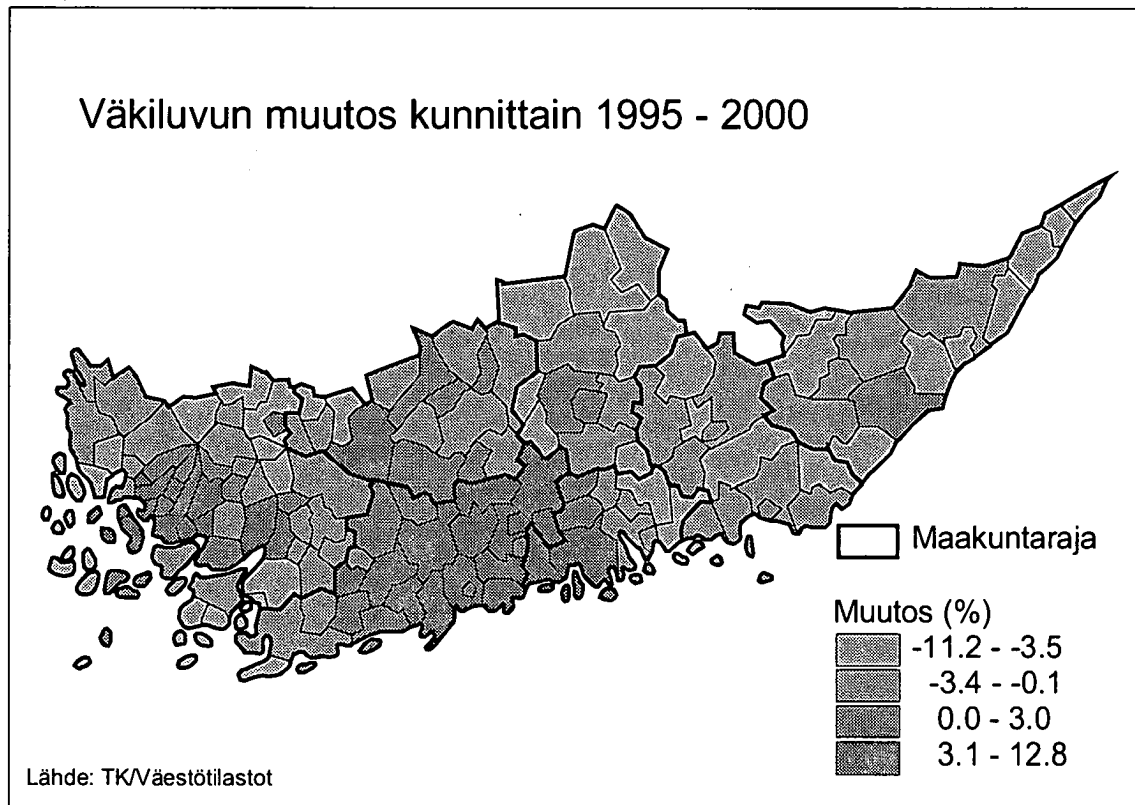 Väkiluvun muutos kunnittain 1995 - 2000
Maakuntaraja
Muutos (%)
-11.2 - -3.5
-3.4 - -0.1
0.0 - 3.0
3.1 - 12.8
Lähde: TK/Väestötilastot